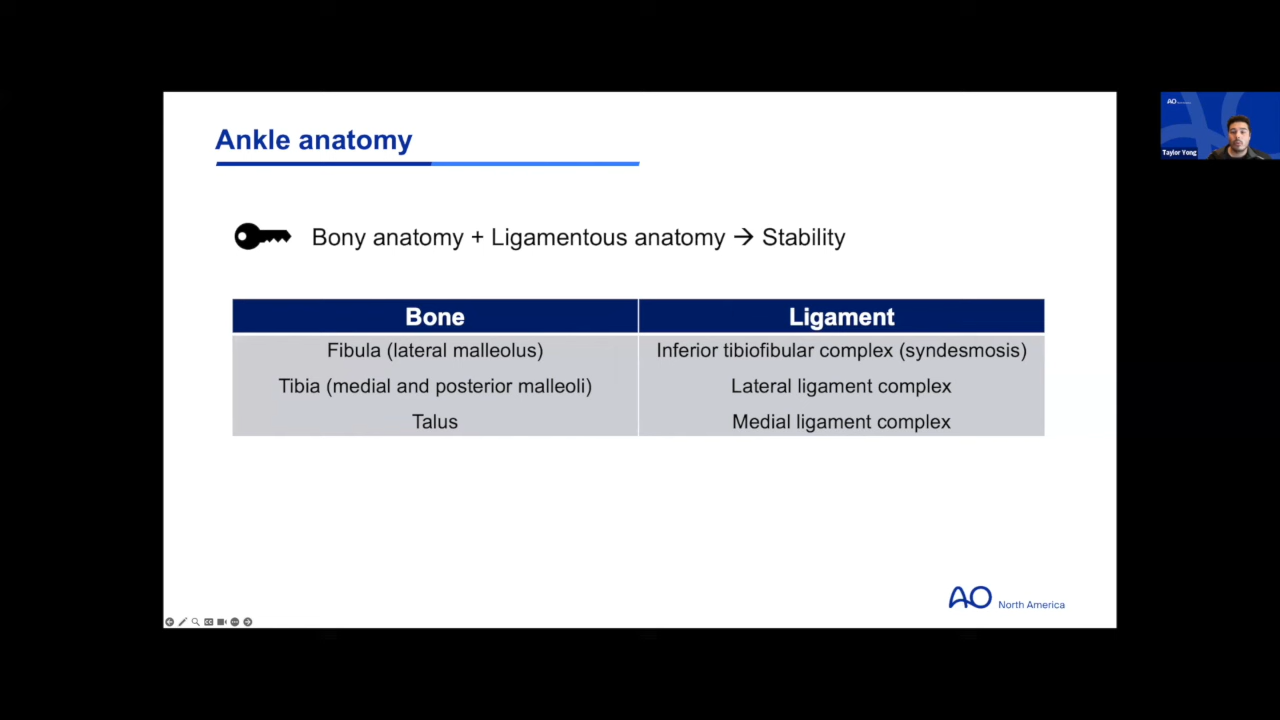 Ankle anatomy
Bony anatomy + Ligamentous anatomy → Stability
Bone Ligament
Fibula (lateral malleolus) Inferior tibiofibular complex (syndesmosis)
Tibia (medial and posterior malleoli) Lateral ligament complex
Talus Medial ligament complex
AO North America
AO
Taylor Yong